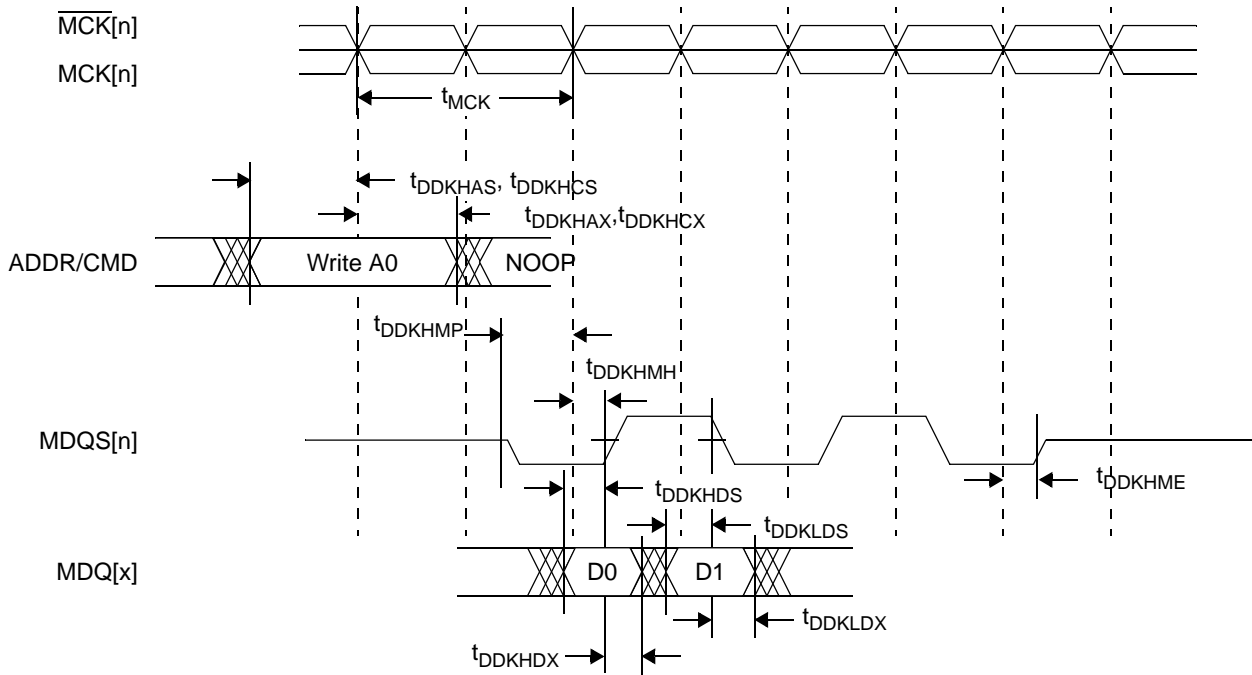 MCK[n]
MCK[n]
tMCK
tDDKHAS, tDDKHCS
tDDKHAX,tDDKHCX
ADDR/CMD
Write A0
NOOP
tDDKHMP
tDDKHMH
MDQS[n]
tDDKHME
tDDKHDS
tDDKLDS
MDQ[x]
D0
D1
tDDKLDX
tDDKHDX